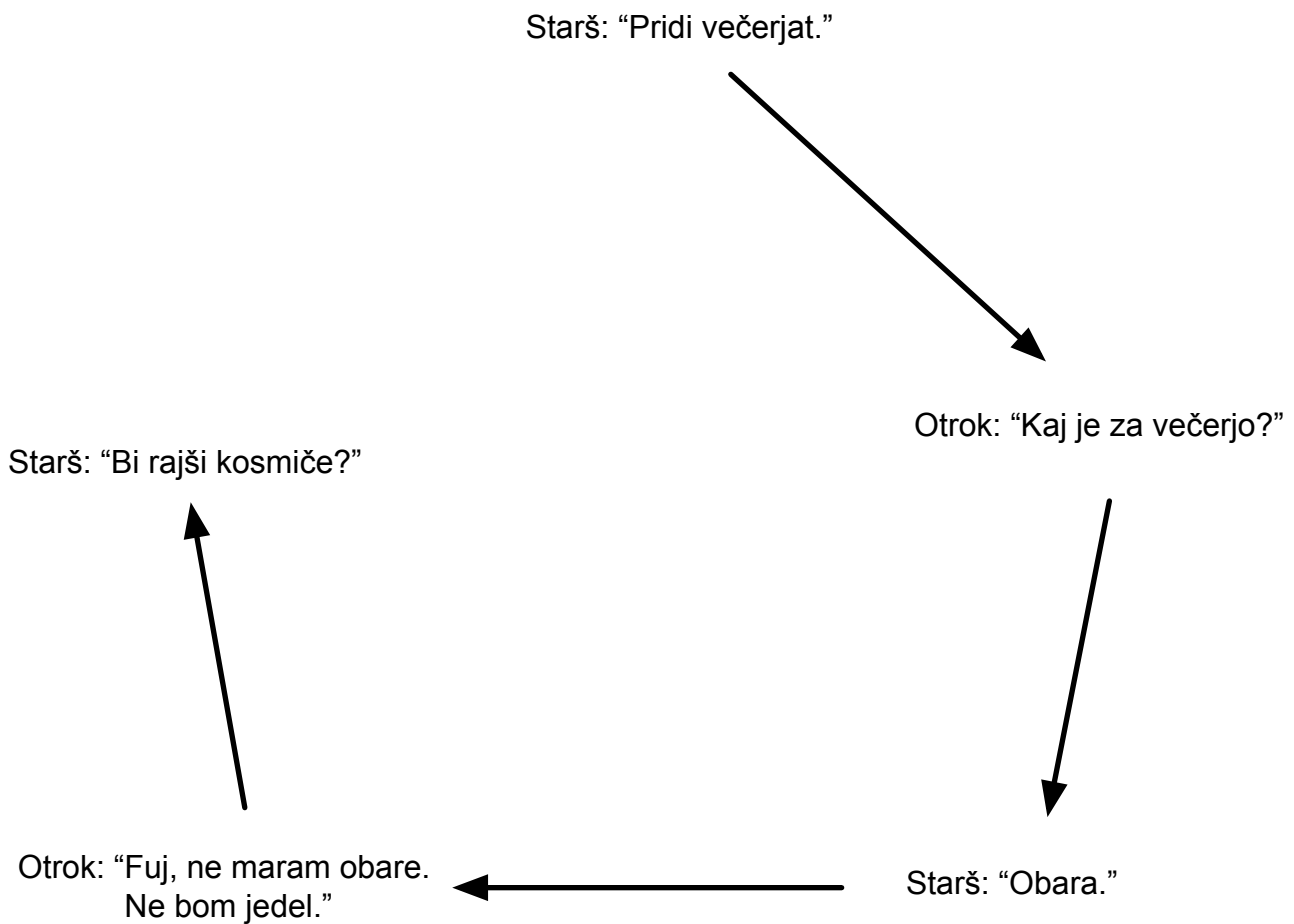 Starš: “Pridi večerjat.”
Otrok: “Kaj je za večerjo?”
Starš: “Obara.”
Otrok: “Fuj, ne maram obare.
Ne bom jedel.”
Starš: “Bi rajši kosmiče?”